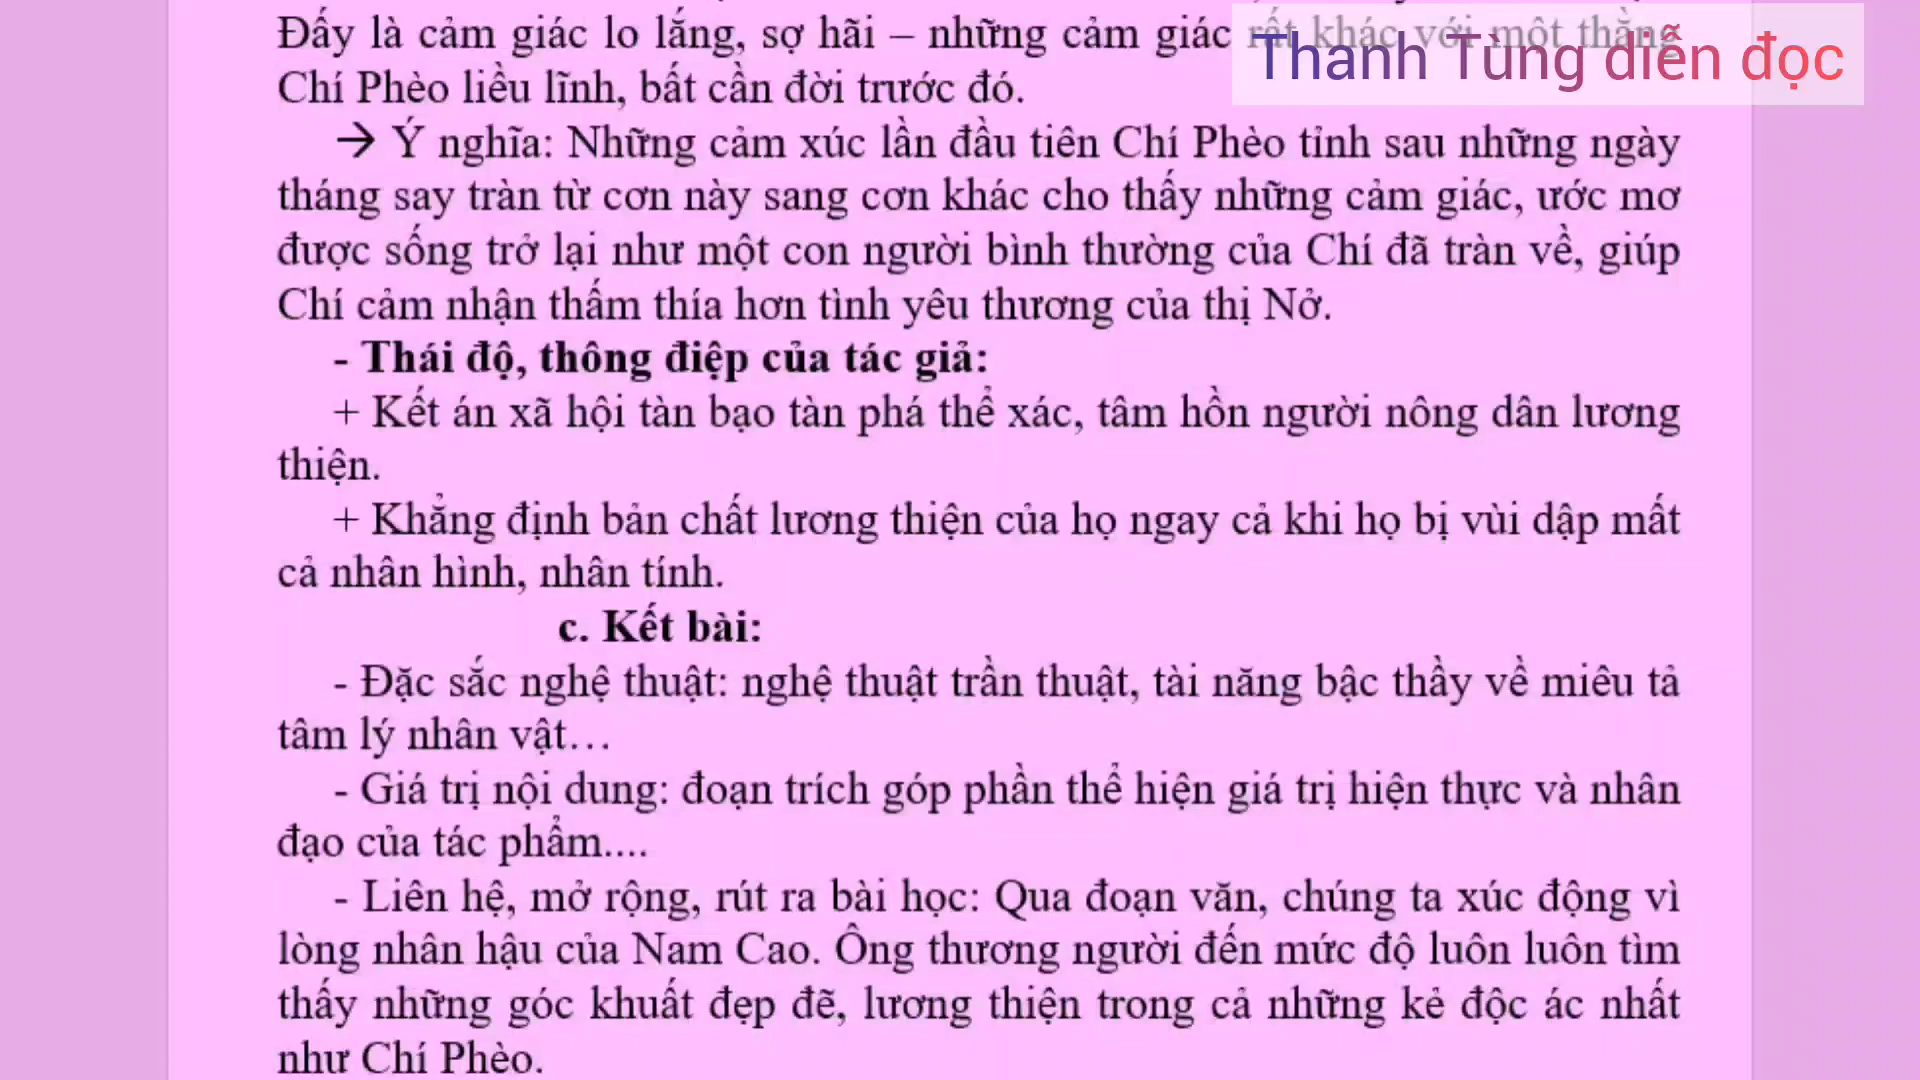 Đấy là cảm giác lo lắng, sợ hãi – những cảm giác rất khác với một thằng
Thanh Tùng diễn đọc
Chí Phèo liều lĩnh, bất cần đời trước đó.
→ Ý nghĩa: Những cảm xúc lần đầu tiên Chí Phèo tỉnh sau những ngày
tháng say tràn từ cơn này sang cơn khác cho thấy những cảm giác, ước mơ
được sống trở lại như một con người bình thường của Chí đã tràn về, giúp
Chí cảm nhận thấm thía hơn tình yêu thương của thị Nở.
- Thái độ, thông điệp của tác giả:
+ Kết án xã hội tàn bạo tàn phá thể xác, tâm hồn người nông dân lương
thiện.
+ Khẳng định bản chất lương thiện của họ ngay cả khi họ bị vùi dập mất
cả nhân hình, nhân tính.
c. Kết bài:
- Đặc sắc nghệ thuật: nghệ thuật trần thuật, tài năng bậc thầy về miêu tả
tâm lý nhân vật…
- Giá trị nội dung: đoạn trích góp phần thể hiện giá trị hiện thực và nhân
đạo của tác phẩm....
- Liên hệ, mở rộng, rút ra bài học: Qua đoạn văn, chúng ta xúc động vì
lòng nhân hậu của Nam Cao. Ông thương người đến mức độ luôn luôn tìm
thấy những góc khuất đẹp đẽ, lương thiện trong cả những kẻ độc ác nhất
như Chí Phèo.